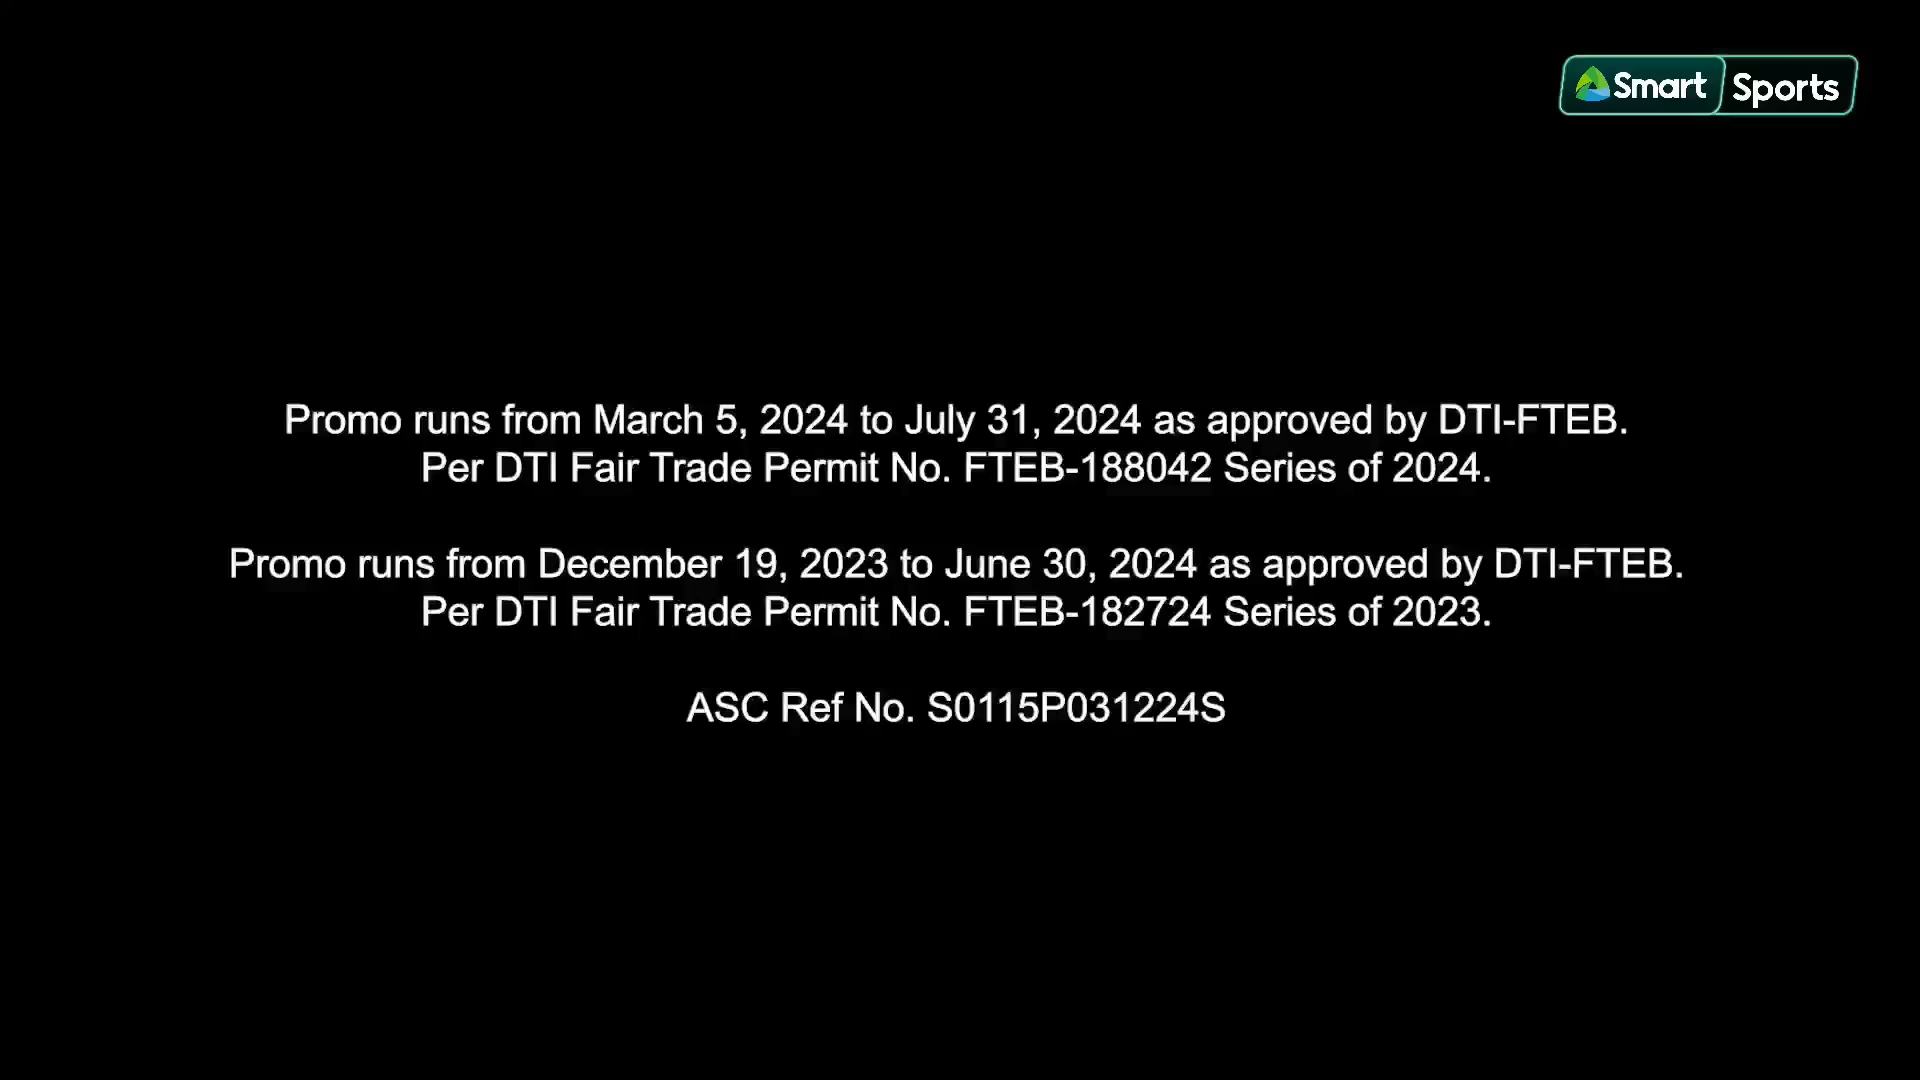 Smart Sports
Promo runs from March 5, 2024 to July 31, 2024 as approved by DTI-FTEB.
Per DTI Fair Trade Permit No. FTEB-188042 Series of 2024.
Promo runs from December 19, 2023 to June 30, 2024 as approved by DTI-FTEB.
Per DTI Fair Trade Permit No. FTEB-182724 Series of 2023.
ASC Ref No. S0115P031224S